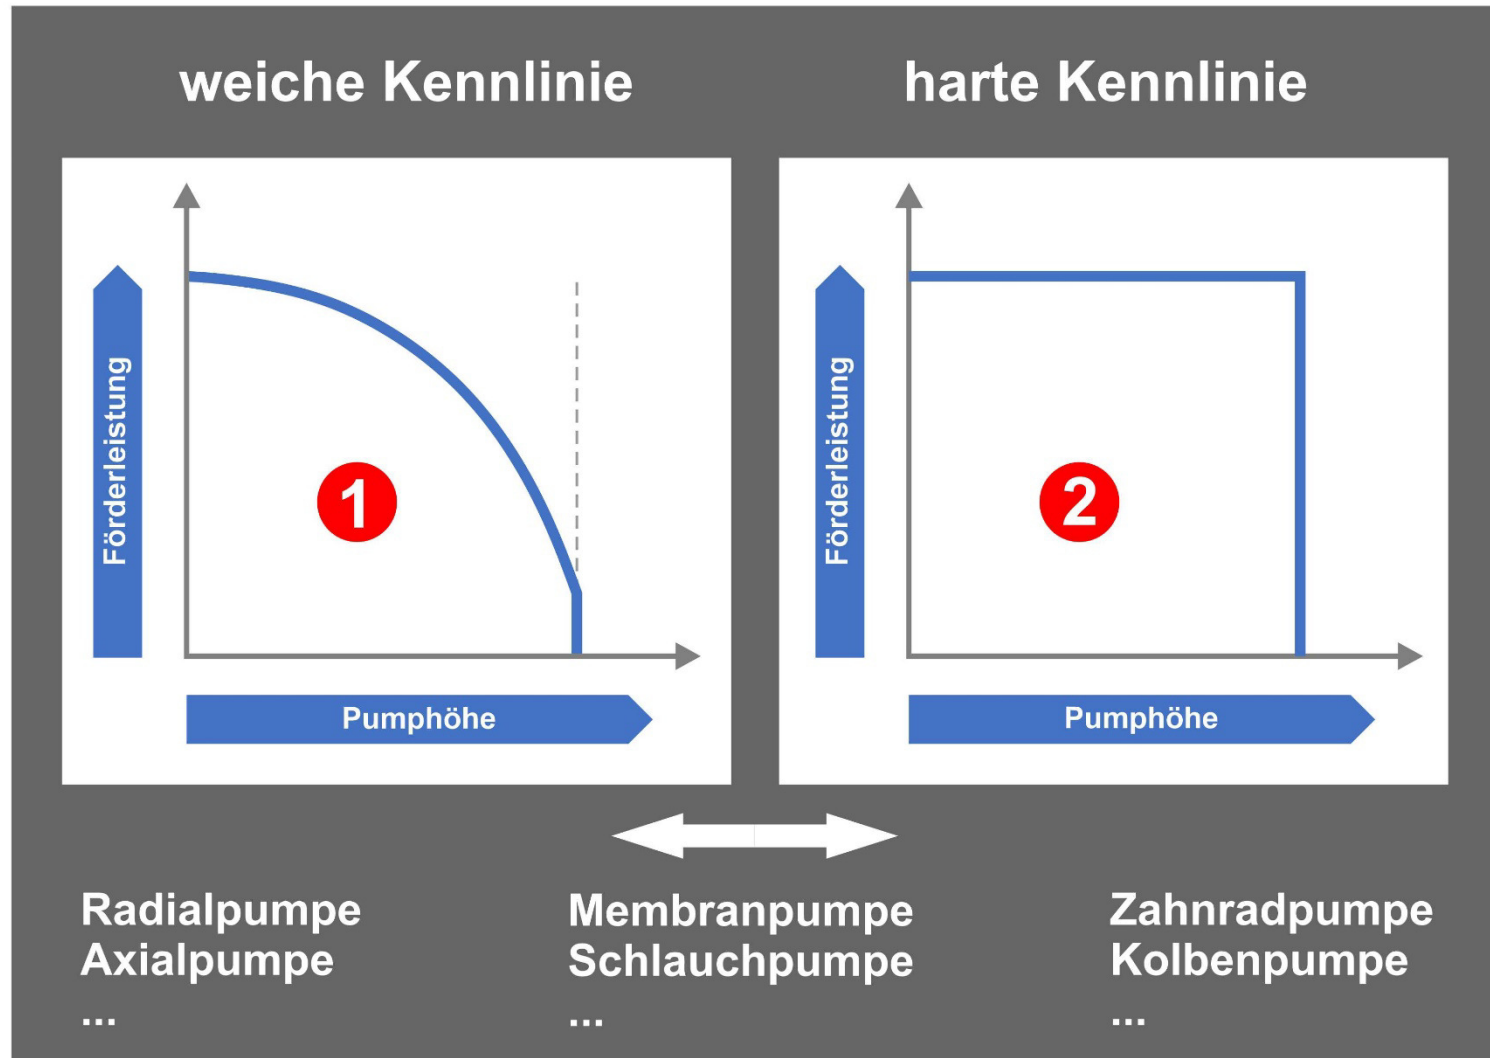 weiche Kennlinie
harte Kennlinie
Förderleistung
1
Pumphöhe
Förderleistung
2
Pumphöhe
Radialpumpe
Axialpumpe
...
Membranpumpe
Schlauchpumpe
...
Zahnradpumpe
Kolbenpumpe
...